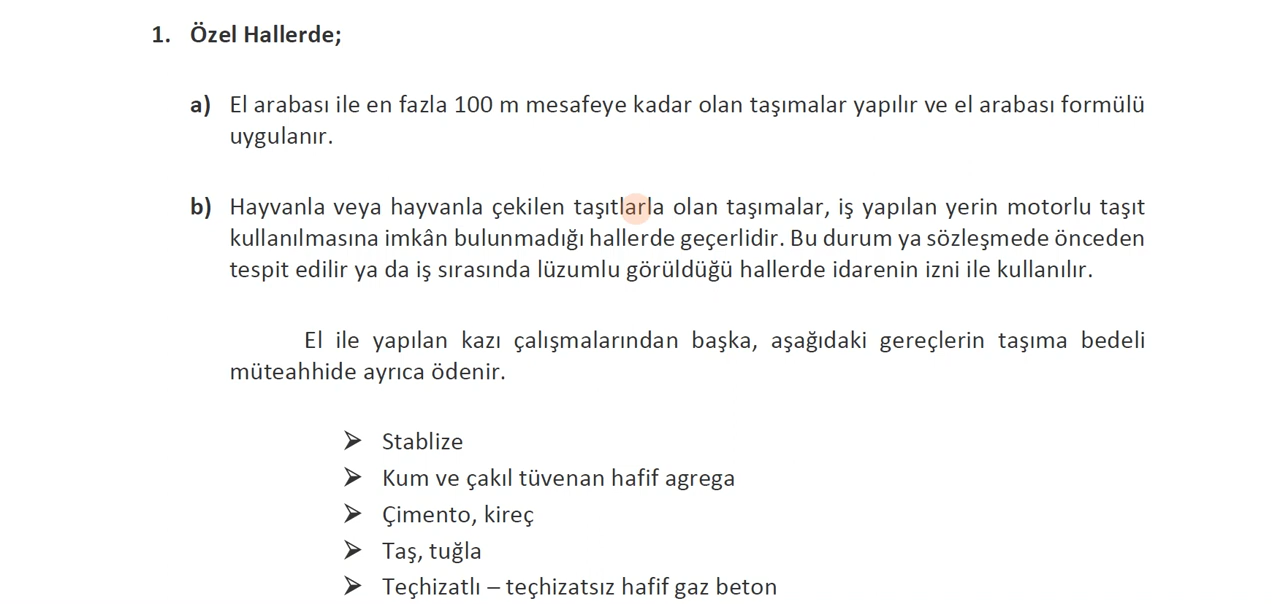 1. Özel Hallerde;
a) El arabası ile en fazla 100 m mesafeye kadar olan taşımalar yapılır ve el arabası formülü
uygulanır.
b) Hayvanla veya hayvanla çekilen taşıtlarla olan taşımalar, iş yapılan yerin motorlu taşıt
kullanılmasına imkân bulunmadığı hallerde geçerlidir. Bu durum ya sözleşmede önceden
tespit edilir ya da iş sırasında lüzumlu görüldüğü hallerde idarenin izni ile kullanılır.
El ile yapılan kazı çalışmalarından başka, aşağıdaki gereçlerin taşıma bedeli
müteahhide ayrıca ödenir.
➢ Stablize
➢ Kum ve çakıl tüvenan hafif agrega
➢ Çimento, kireç
➢ Taş, tuğla
➢ Teçhizatlı – teçhizatsız hafif gaz beton